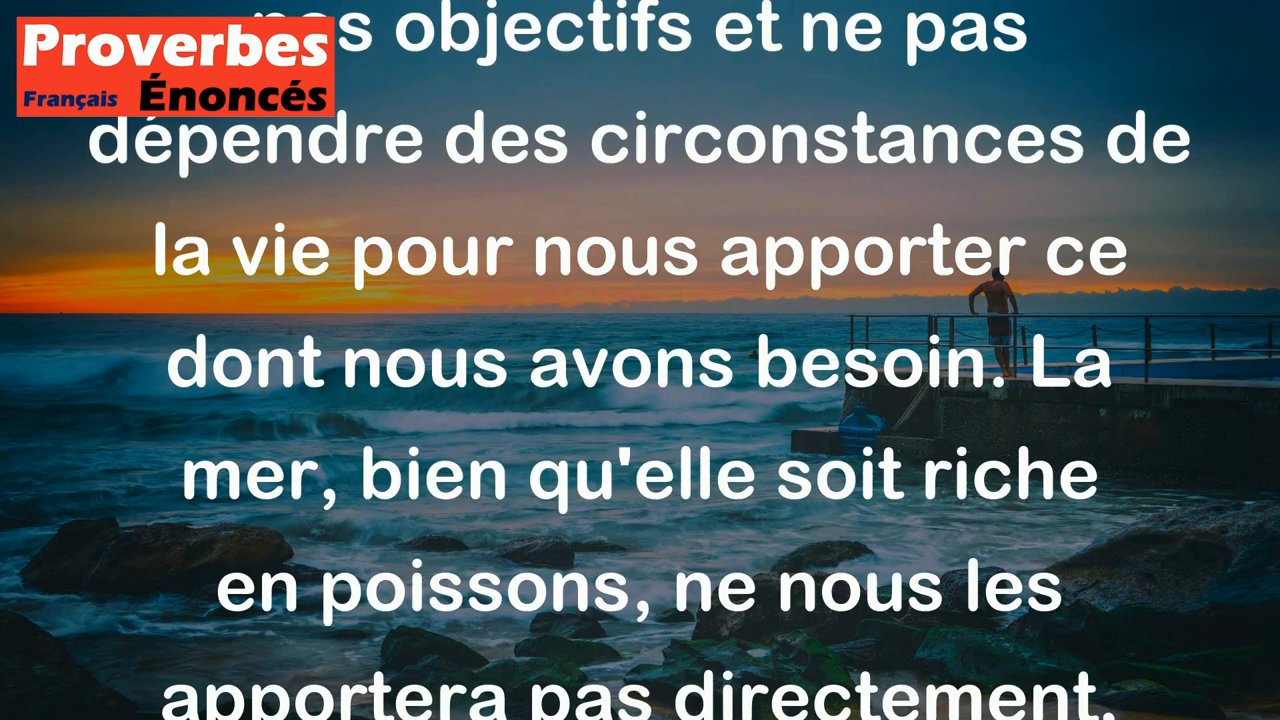 Proverbes
Français Énoncés
objectifs et ne pas
dépendre des circonstances de
la vie pour nous apporter ce
dont nous avons besoin. La
mer, bien qu'elle soit riche
en poissons, ne nous les
apportera pas directement,